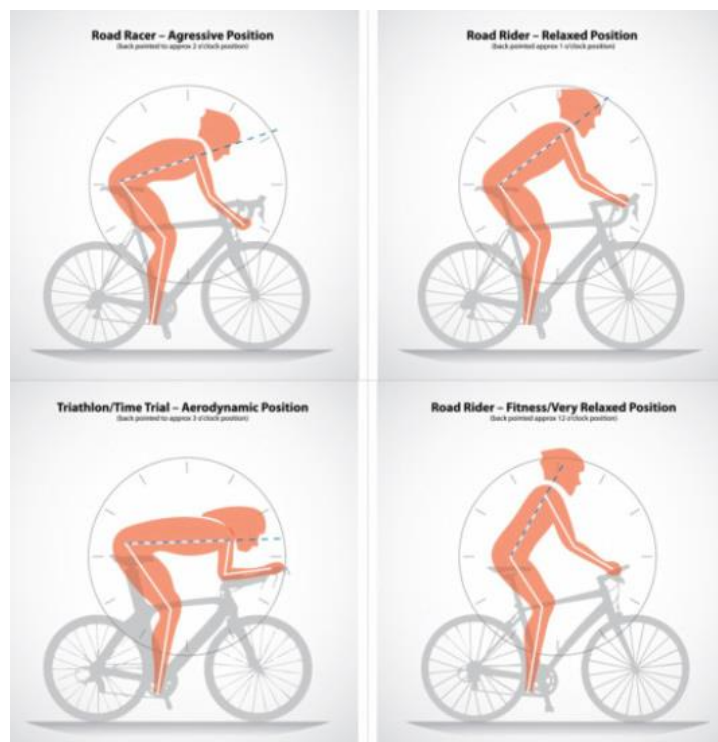 Road Racer – Agressive Position
(back pointed to approx 2 o'clock position)
Road Rider – Relaxed Position
(back pointed approx 1 o'clock position)
Triathlon/Time Trial – Aerodynamic Position
(back pointed to approx 3 o'clock position)
Road Rider – Fitness/Very Relaxed Position
(back pointed approx 12 o'clock position)